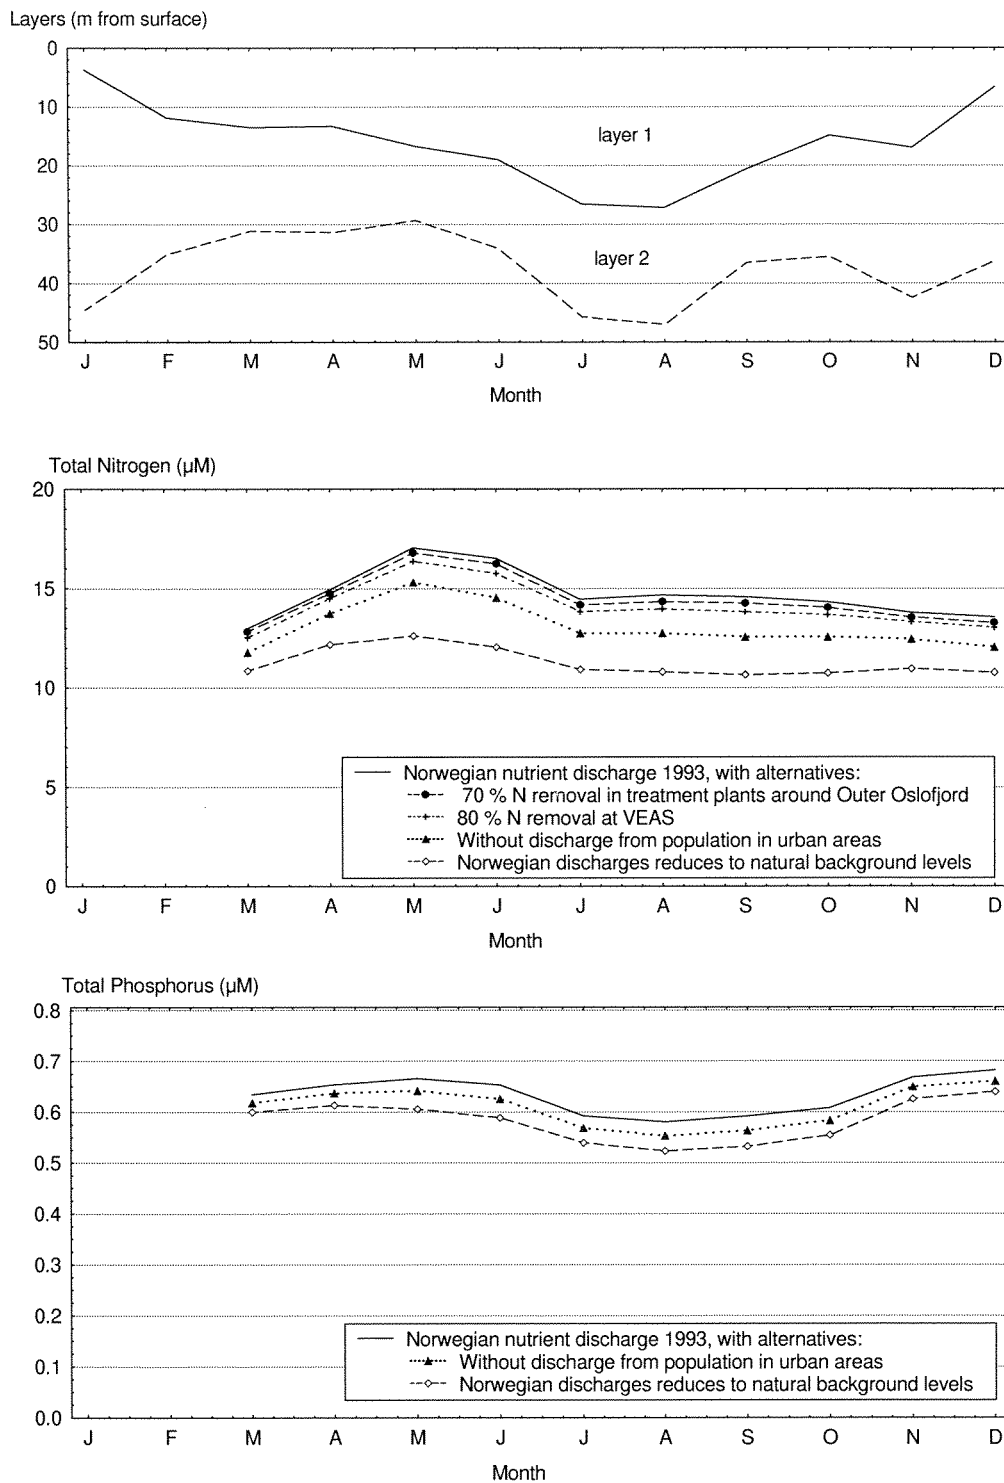 Layers (m from surface)
0
10
20
30
40
50
layer 1
layer 2
J F M A M J J A S O N D
Month
Total Nitrogen (µM)
20
15
10
5
0
Norwegian nutrient discharge 1993, with alternatives:
70 % N removal in treatment plants around Outer Oslofjord
80 % N removal at VEAS
Without discharge from population in urban areas
Norwegian discharges reduces to natural background levels
J F M A M J J A S O N D
Month
Total Phosphorus (µM)
0.8
0.7
0.6
0.5
0.4
0.3
0.2
0.1
0.0
Norwegian nutrient discharge 1993, with alternatives:
Without discharge from population in urban areas
Norwegian discharges reduces to natural background levels
J F M A M J J A S O N D
Month